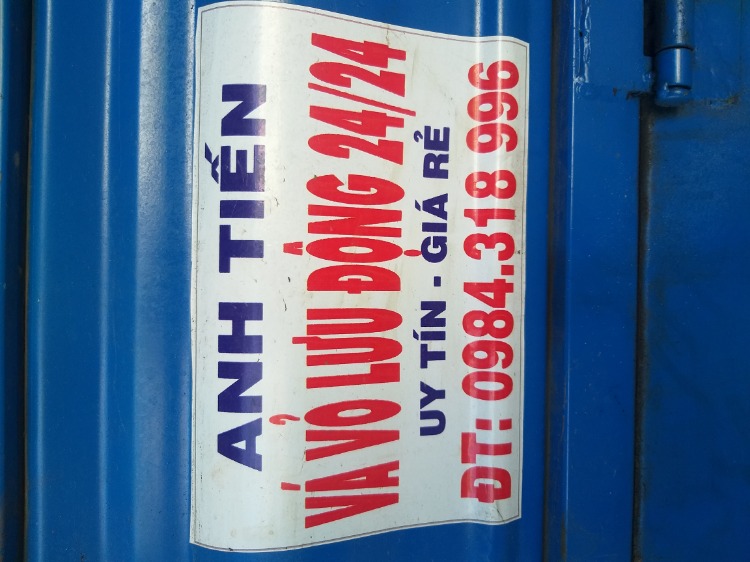 ANH TIẾN
VÁ VỎ LƯU ĐỘNG 24/24
UY TÍN - GIÁ RẺ
ĐT: 0984.318 996